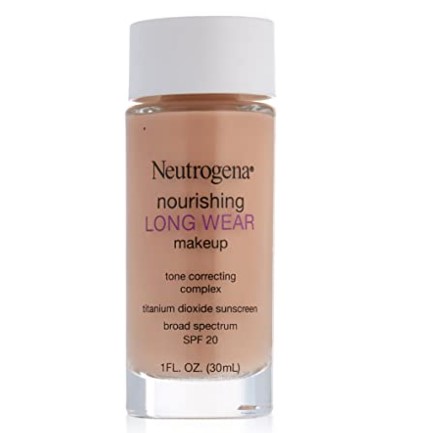 Neutrogena®
nourishing
LONG WEAR
makeup
tone correcting
complex
titanium dioxide sunscreen
broad spectrum
SPF 20
1FL. OZ. (30mL)